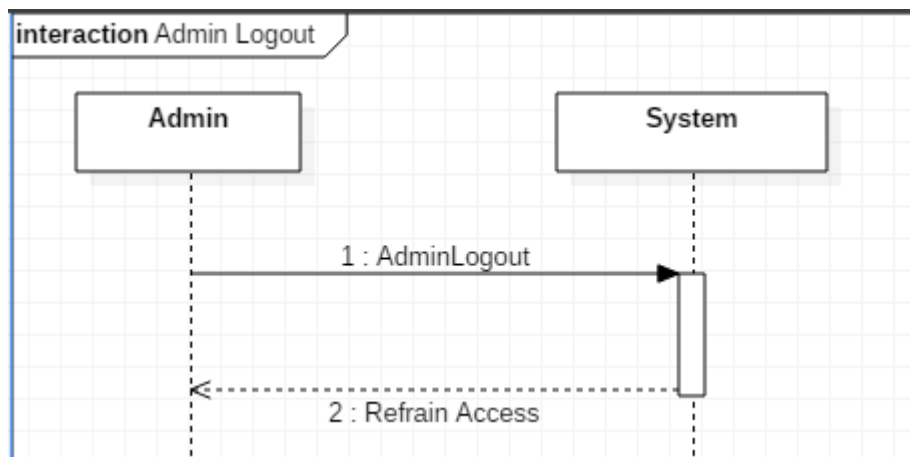 interaction Admin Logout
Admin
System
1 : AdminLogout
2 : Refrain Access